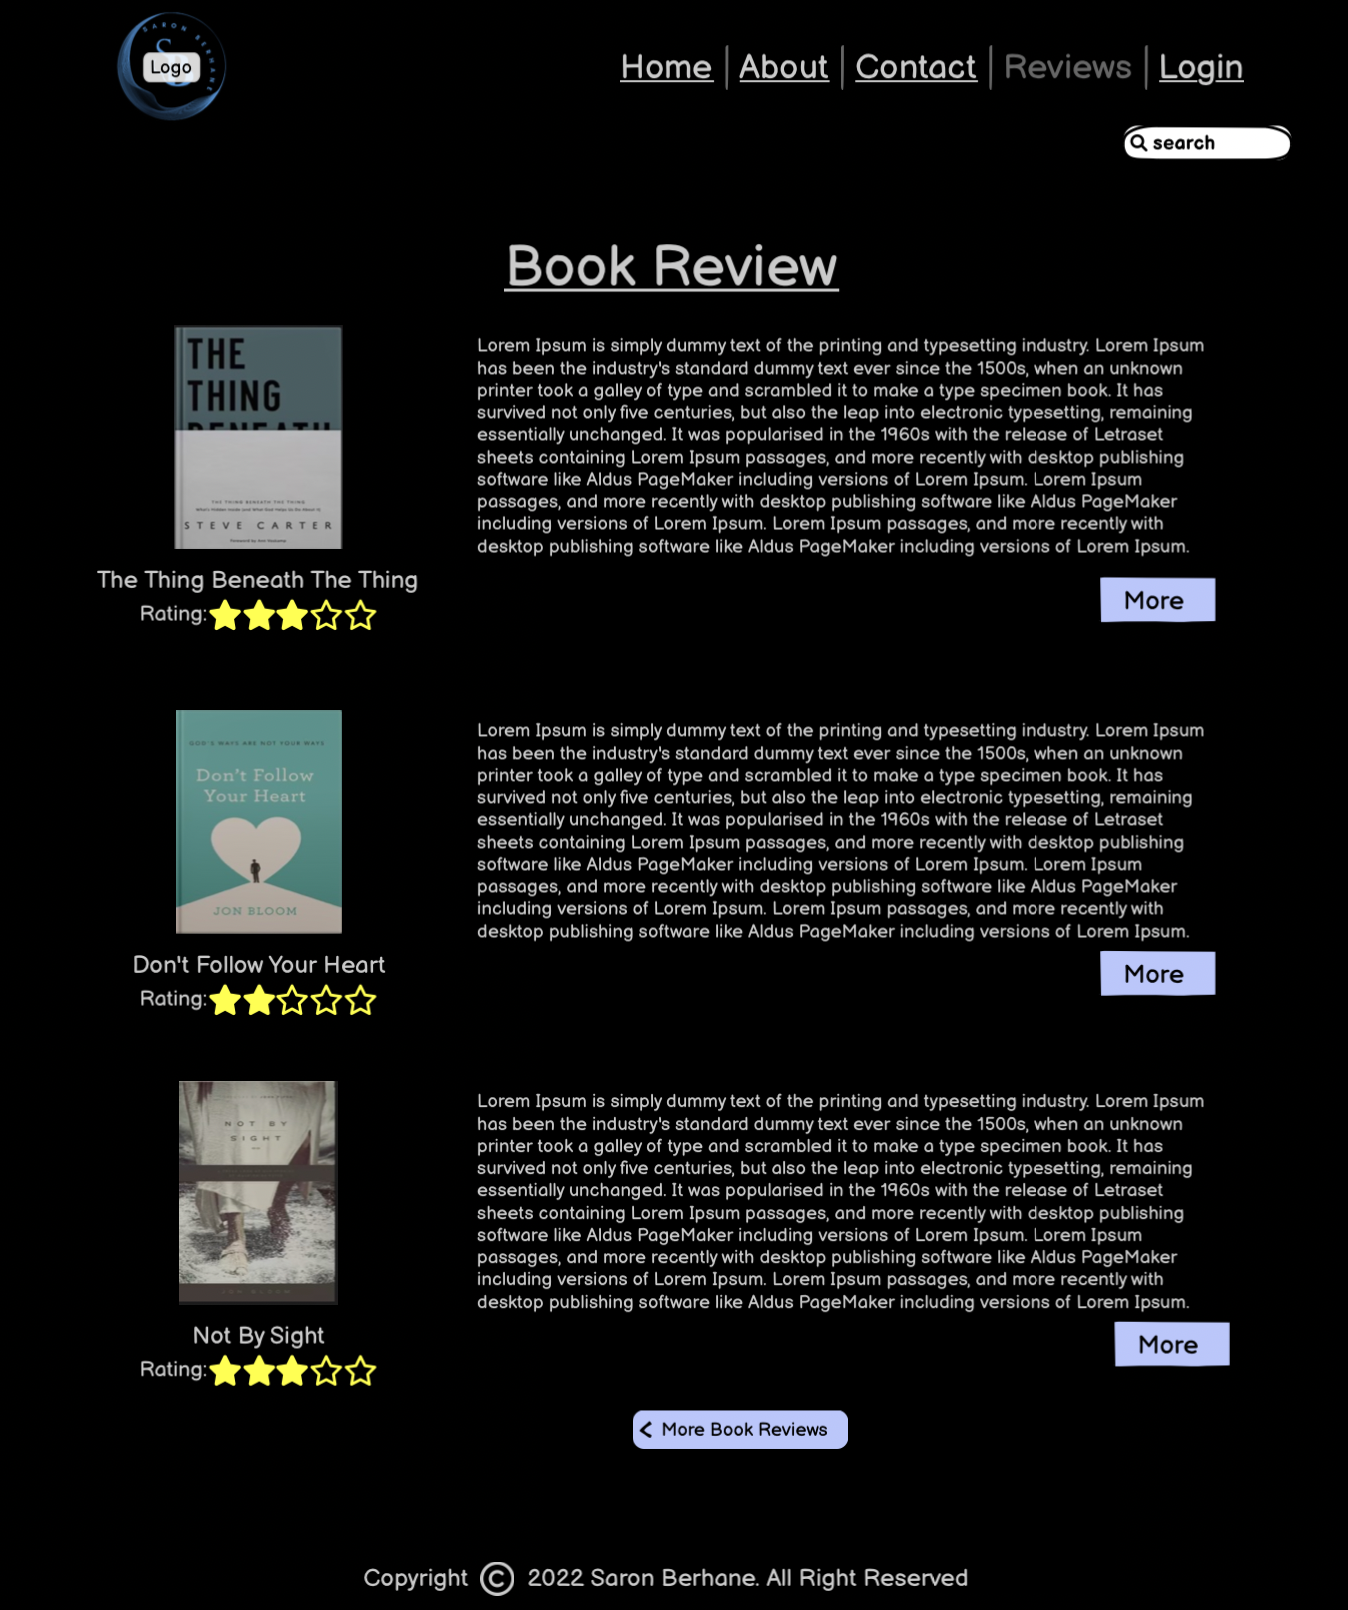 SARON BERHANE
Logo
Home About Contact Reviews Login
search
Book Review
THE
THING
BENEATH
THE THING BENEATH THE THING
What's Hidden Inside (and What God Helps Us Do About It)
STEVE CARTER
Foreword by Ann Voskamp
The Thing Beneath The Thing
Rating:
Lorem Ipsum is simply dummy text of the printing and typesetting industry. Lorem Ipsum
has been the industry's standard dummy text ever since the 1500s, when an unknown
printer took a galley of type and scrambled it to make a type specimen book. It has
survived not only five centuries, but also the leap into electronic typesetting, remaining
essentially unchanged. It was popularised in the 1960s with the release of Letraset
sheets containing Lorem Ipsum passages, and more recently with desktop publishing
software like Aldus PageMaker including versions of Lorem Ipsum. Lorem Ipsum
passages, and more recently with desktop publishing software like Aldus PageMaker
including versions of Lorem Ipsum. Lorem Ipsum passages, and more recently with
desktop publishing software like Aldus PageMaker including versions of Lorem Ipsum.
More
GOD'S WAYS ARE NOT YOUR WAYS
Don't Follow
Your Heart
JON BLOOM
Don't Follow Your Heart
Rating:
Lorem Ipsum is simply dummy text of the printing and typesetting industry. Lorem Ipsum
has been the industry's standard dummy text ever since the 1500s, when an unknown
printer took a galley of type and scrambled it to make a type specimen book. It has
survived not only five centuries, but also the leap into electronic typesetting, remaining
essentially unchanged. It was popularised in the 1960s with the release of Letraset
sheets containing Lorem Ipsum passages, and more recently with desktop publishing
software like Aldus PageMaker including versions of Lorem Ipsum. Lorem Ipsum
passages, and more recently with desktop publishing software like Aldus PageMaker
including versions of Lorem Ipsum. Lorem Ipsum passages, and more recently with
desktop publishing software like Aldus PageMaker including versions of Lorem Ipsum.
More
NOT BY
SIGHT
JON BLOOM
Not By Sight
Rating:
Lorem Ipsum is simply dummy text of the printing and typesetting industry. Lorem Ipsum
has been the industry's standard dummy text ever since the 1500s, when an unknown
printer took a galley of type and scrambled it to make a type specimen book. It has
survived not only five centuries, but also the leap into electronic typesetting, remaining
essentially unchanged. It was popularised in the 1960s with the release of Letraset
sheets containing Lorem Ipsum passages, and more recently with desktop publishing
software like Aldus PageMaker including versions of Lorem Ipsum. Lorem Ipsum
passages, and more recently with desktop publishing software like Aldus PageMaker
including versions of Lorem Ipsum. Lorem Ipsum passages, and more recently with
desktop publishing software like Aldus PageMaker including versions of Lorem Ipsum.
More
< More Book Reviews
Copyright © 2022 Saron Berhane. All Right Reserved